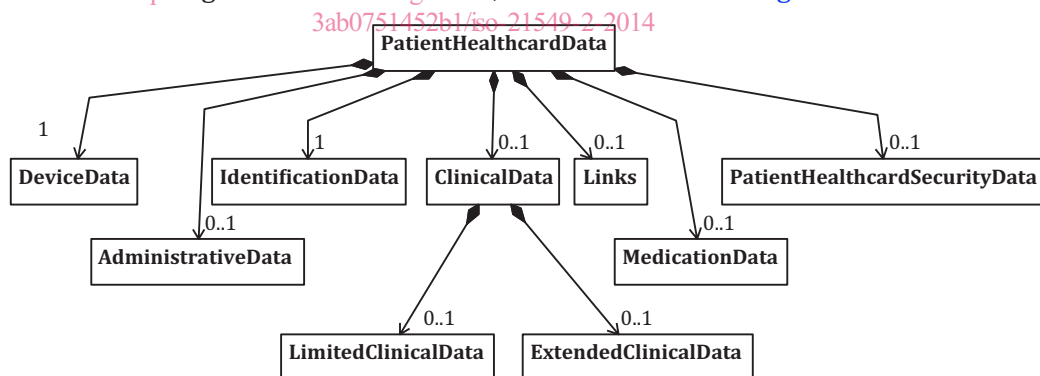 3ab0751452b1/iso-21549-2-2014
PatientHealthcardData
1
1
0..1
0..1
0..1
DeviceData
IdentificationData
ClinicalData
Links
PatientHealthcardSecurityData
0..1
0..1
AdministrativeData
MedicationData
0..1
0..1
LimitedClinicalData
ExtendedClinicalData